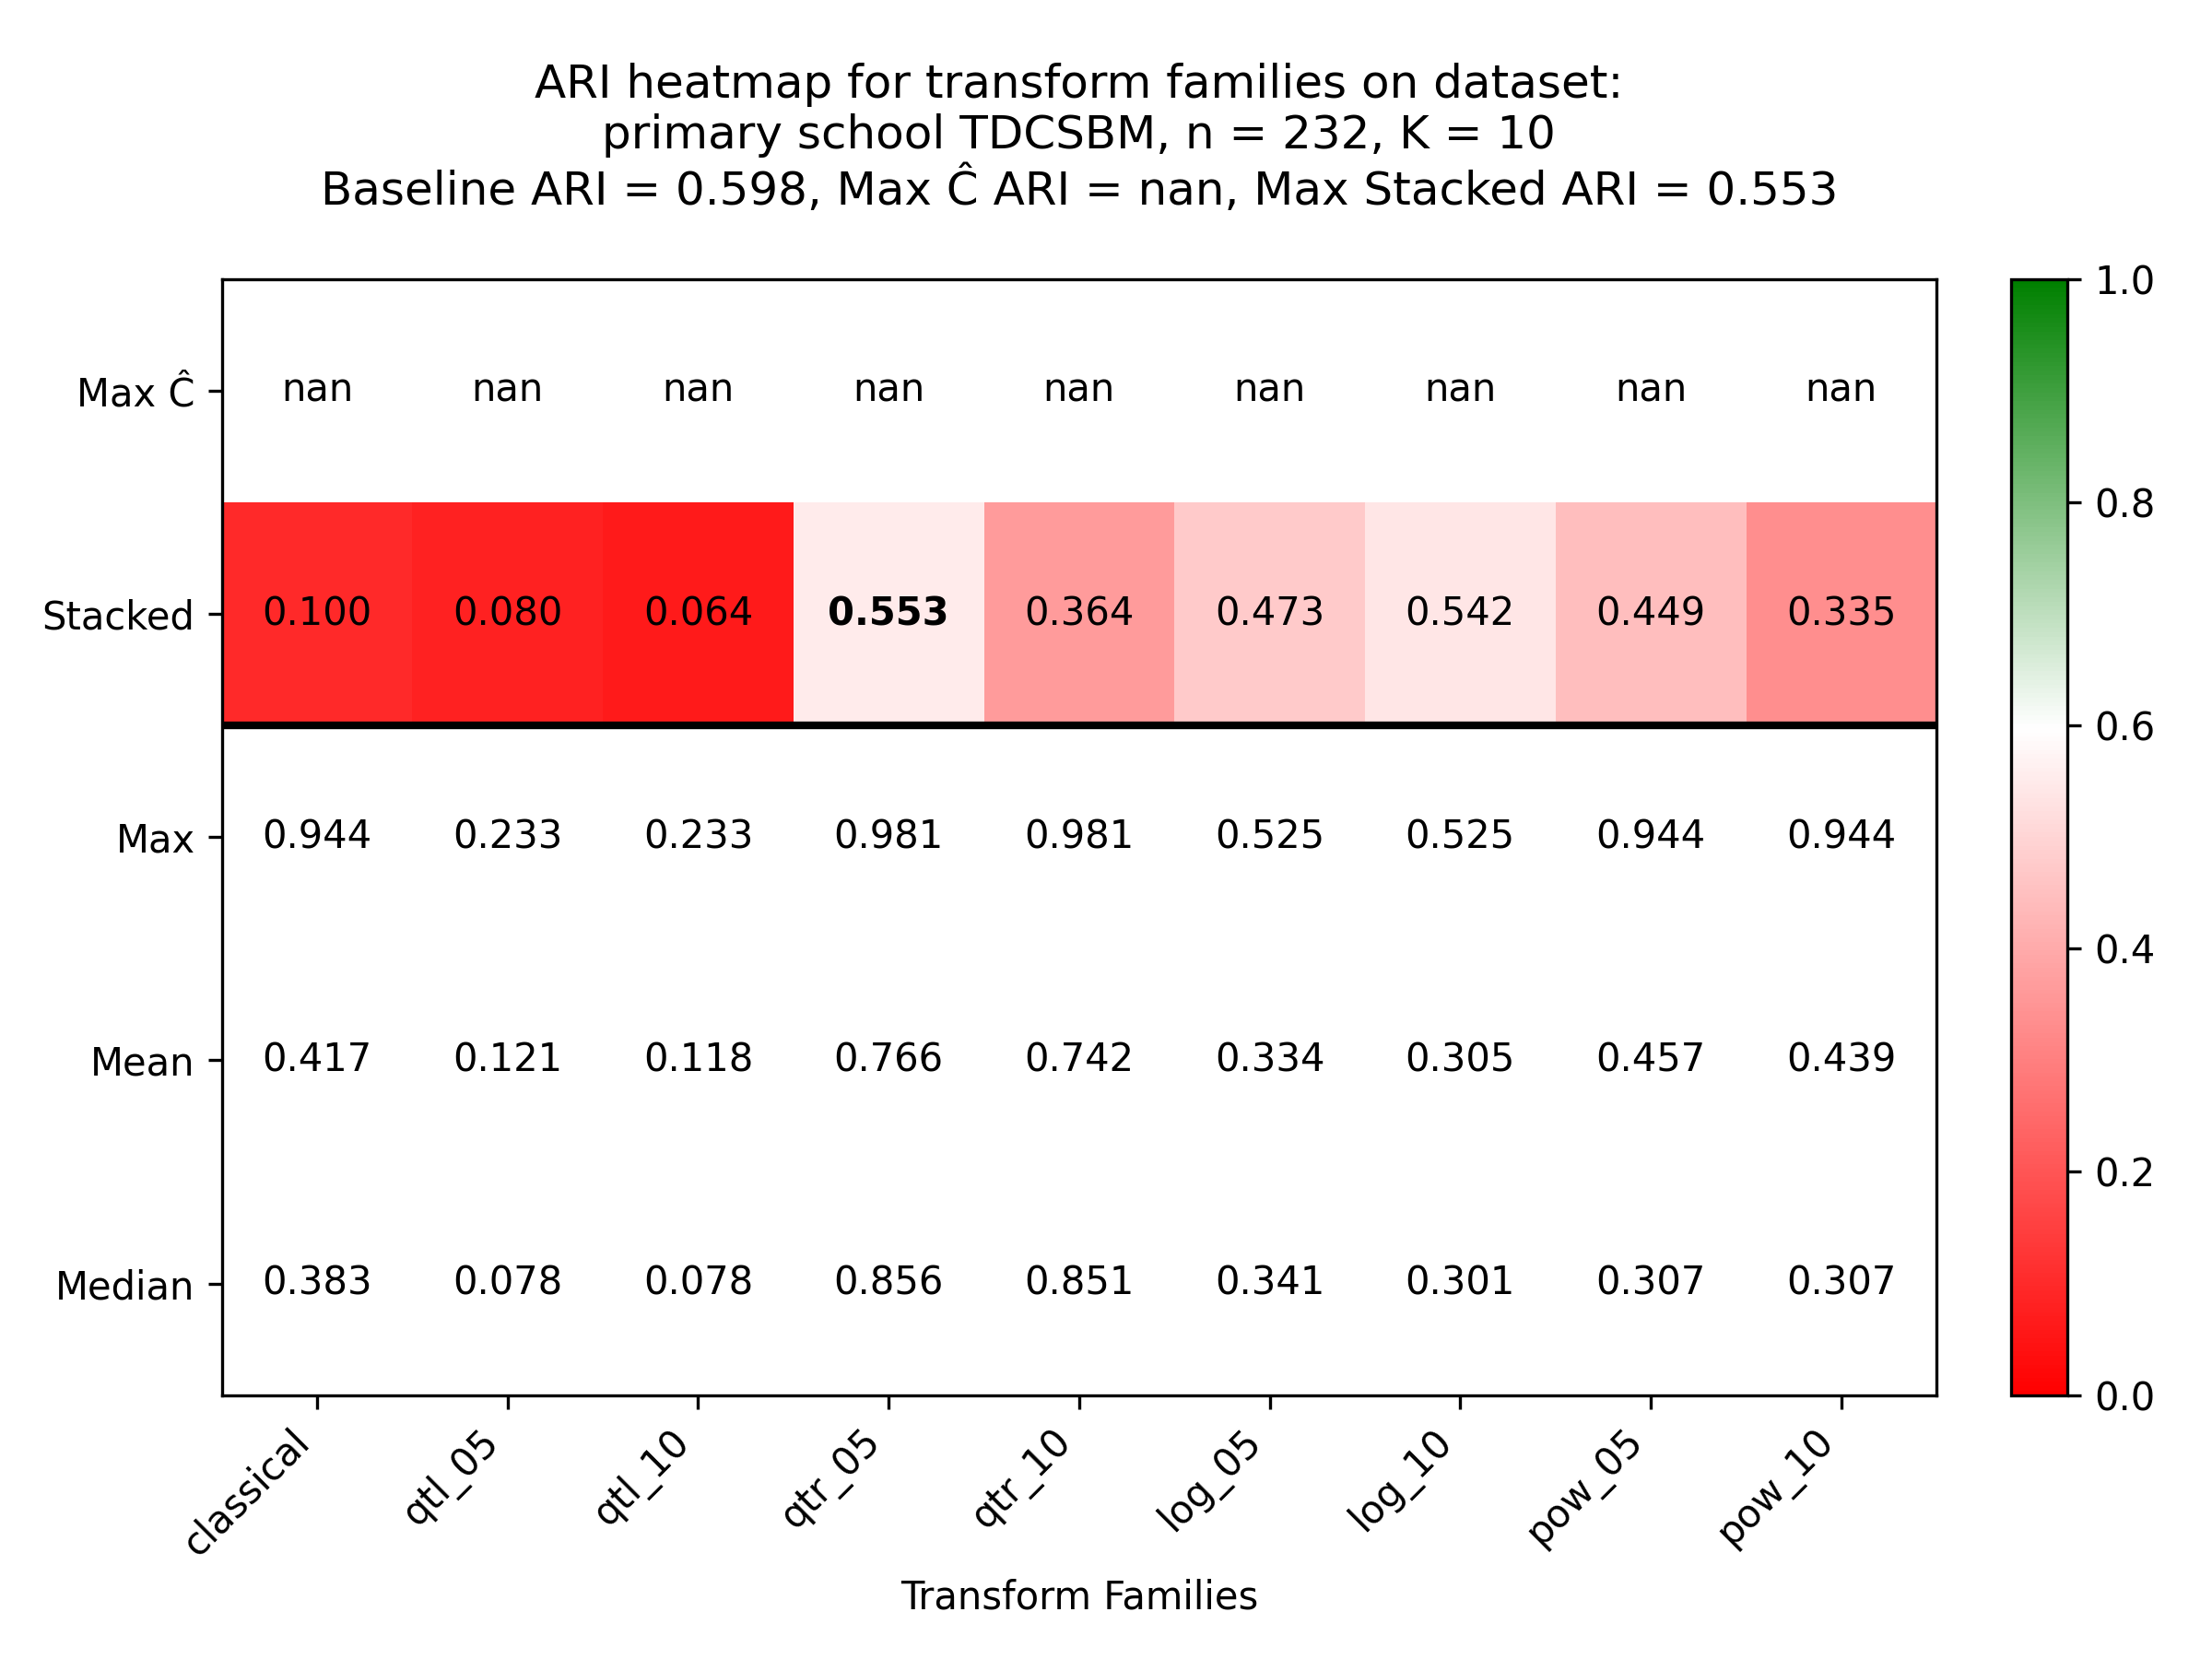 ARI heatmap for transform families on dataset:
primary school TDCSBM, n = 232, K = 10
Baseline ARI = 0.598, Max Ĉ ARI = nan, Max Stacked ARI = 0.553
Max Ĉ nan nan nan nan nan nan nan nan nan
Stacked 0.100 0.080 0.064 0.553 0.364 0.473 0.542 0.449 0.335
Max 0.944 0.233 0.233 0.981 0.981 0.525 0.525 0.944 0.944
Mean 0.417 0.121 0.118 0.766 0.742 0.334 0.305 0.457 0.439
Median 0.383 0.078 0.078 0.856 0.851 0.341 0.301 0.307 0.307
classical qtl_05 qtl_10 qtr_05 qtr_10 log_05 log_10 pow_05 pow_10
Transform Families
1.0
0.8
0.6
0.4
0.2
0.0